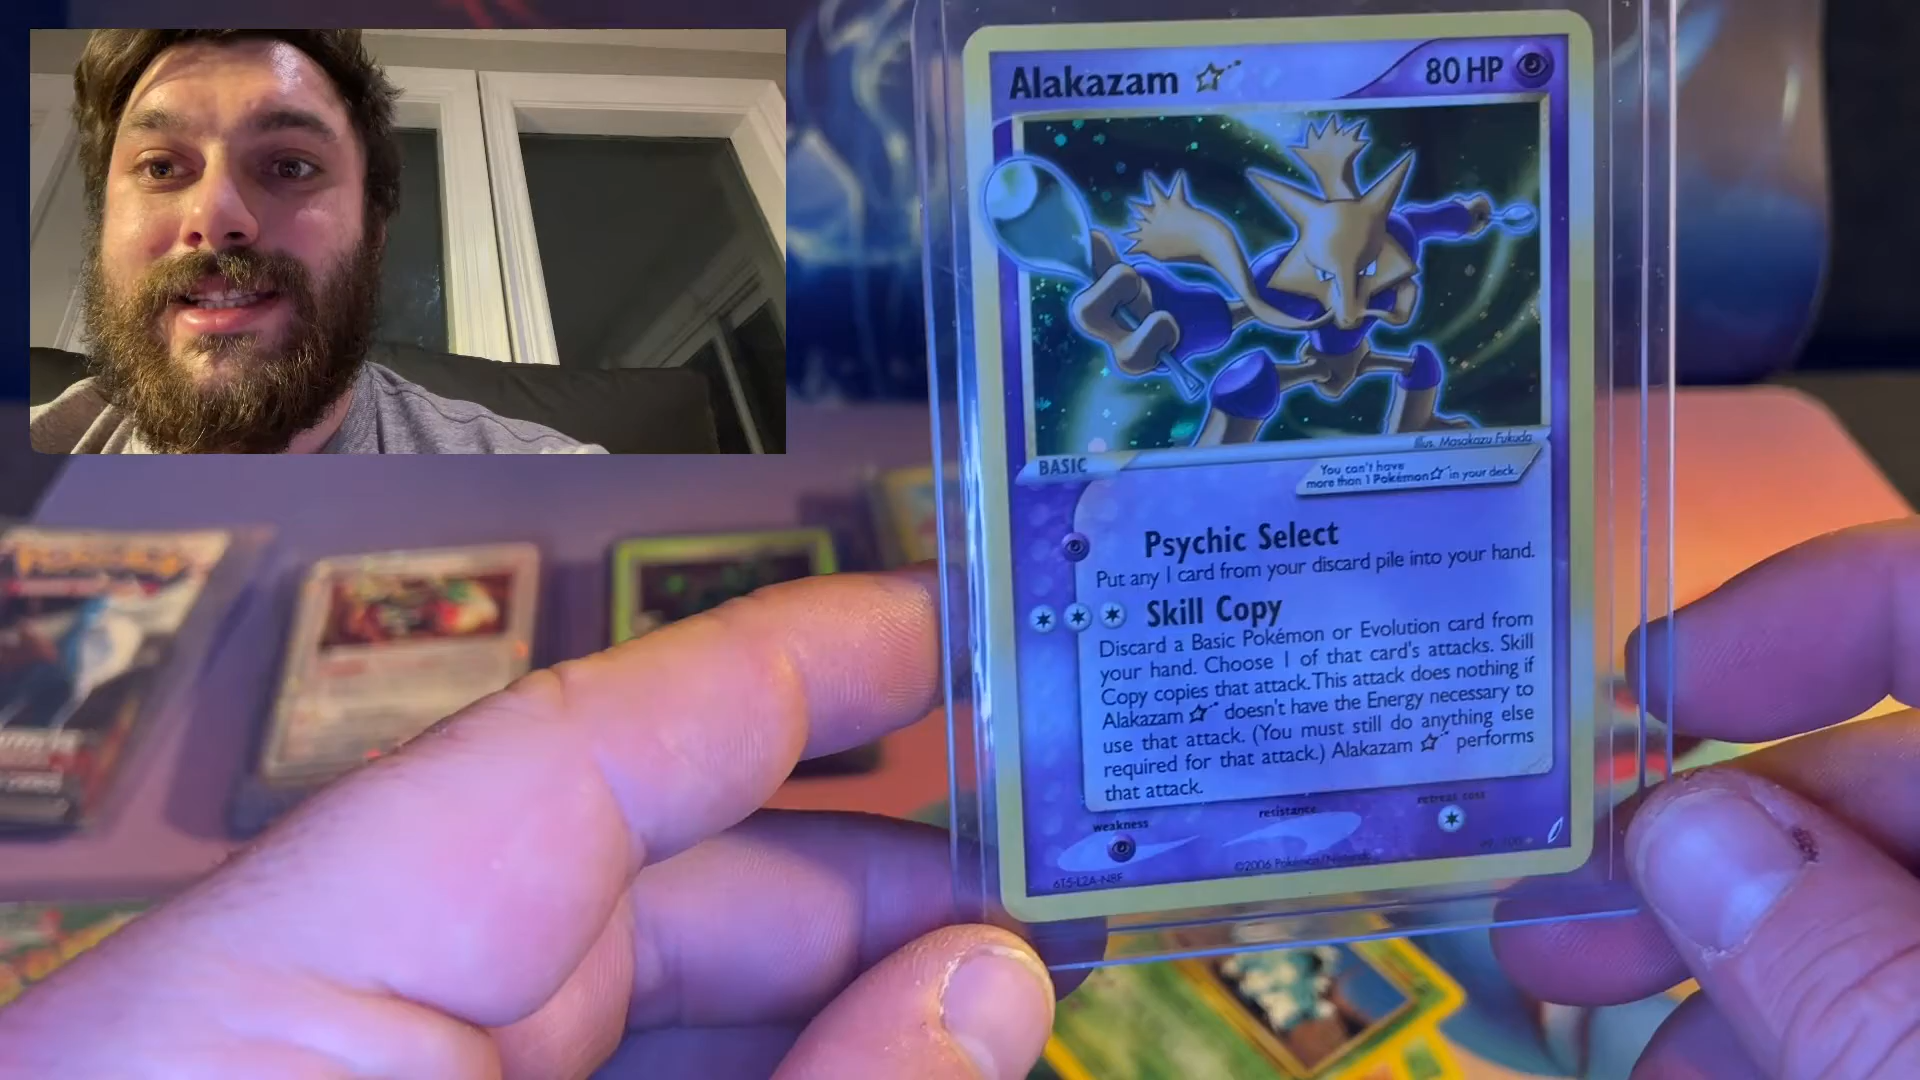 Alakazam
80 HP
Illus. Masakazu Fukuda
BASIC
You can't have
more than 1 Pokémon in your deck.
Psychic Select
Put any 1 card from your discard pile into your hand.
Skill Copy
Discard a Basic Pokémon or Evolution card from
your hand. Choose 1 of that card's attacks. Skill
Copy copies that attack.This attack does nothing if
Alakazam doesn't have the Energy necessary to
use that attack. (You must still do anything else
required for that attack.) Alakazam performs
that attack.
weakness
resistance
retreat cost
©2006 Pokémon/Nintendo
6T5-L2A-NBF